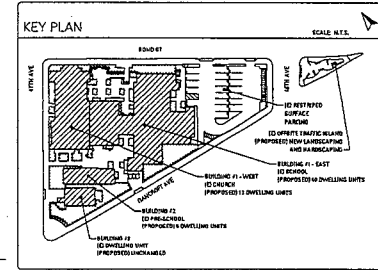 KEY PLAN
SCALE: N.T.S.
BOND ST
47TH AVE
48TH AVE
(E) RESTRIPED
SURFACE
PARKING
(E) OFFSITE TRAFFIC ISLAND
(PROPOSED) NEW LANDSCAPING
AND HARDSCAPING
BUILDING #1 - EAST
(E) SCHOOL
(PROPOSED) 40 DWELLING UNITS
BUILDING #1 - WEST
(E) CHURCH
(PROPOSED) 12 DWELLING UNITS
BANCROFT AVE
BUILDING #2
(E) PRE-SCHOOL
(PROPOSED) 6 DWELLING UNITS
BUILDING #3
(E) DWELLING UNIT
(PROPOSED) UNCHANGED